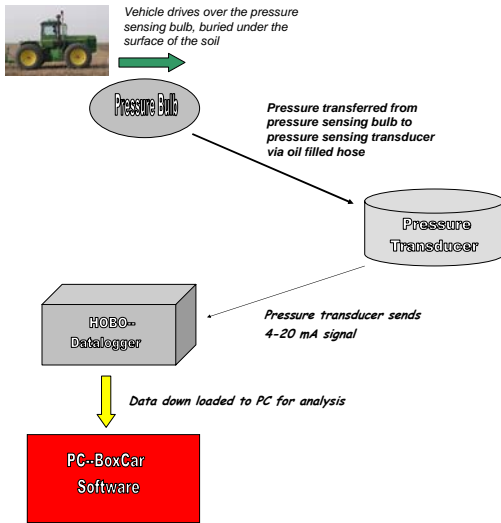 Vehicle drives over the pressure
sensing bulb, buried under the
surface of the soil
Pressure Bulb
Pressure transferred from
pressure sensing bulb to
pressure sensing transducer
via oil filled hose
Pressure
Transducer
HOBO--
Datalogger
Pressure transducer sends
4-20 mA signal
Data down loaded to PC for analysis
PC--BoxCar
Software